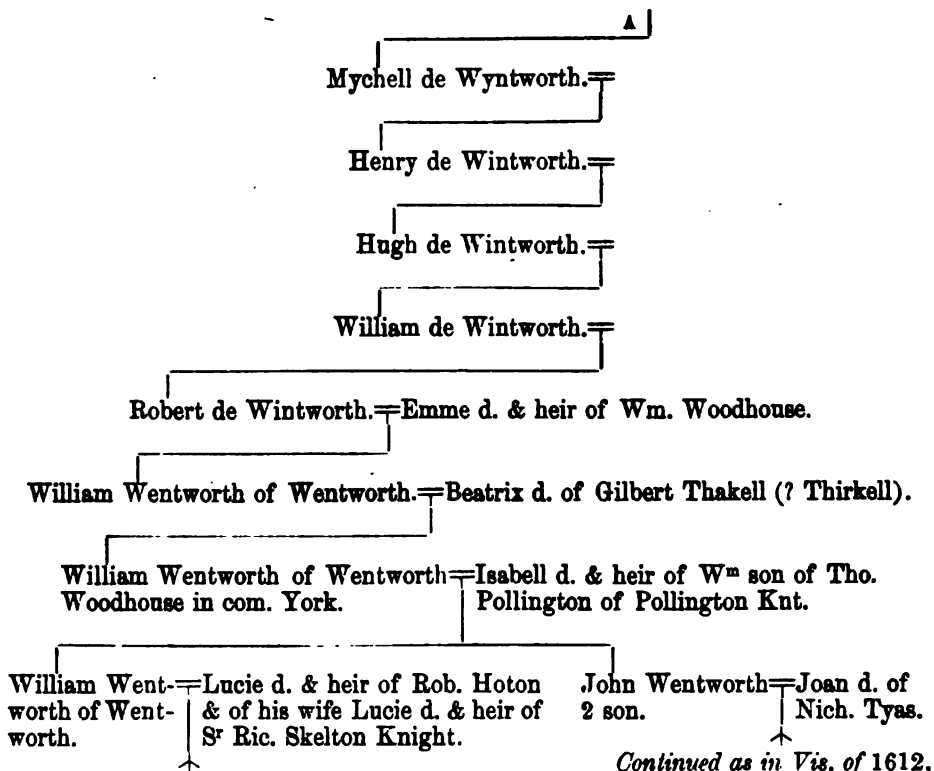 A
Mychell de Wyntworth.
Henry de Wintworth.
Hugh de Wintworth.
William de Wintworth.
Robert de Wintworth.=Emme d. & heir of Wm. Woodhouse.
William Wentworth of Wentworth.=Beatrix d. of Gilbert Thakell (? Thirkell).
William Wentworth of Wentworth=Isabell d. & heir of Wᵐ son of Tho.
Woodhouse in com. York. Pollington of Pollington Knt.
William Went-=Lucie d. & heir of Rob. Hoton John Wentworth=Joan d. of
worth of Went- & of his wife Lucie d. & heir of 2 son. Nich. Tyas.
worth. Sʳ Ric. Skelton Knight.
Continued as in Vis. of 1612.